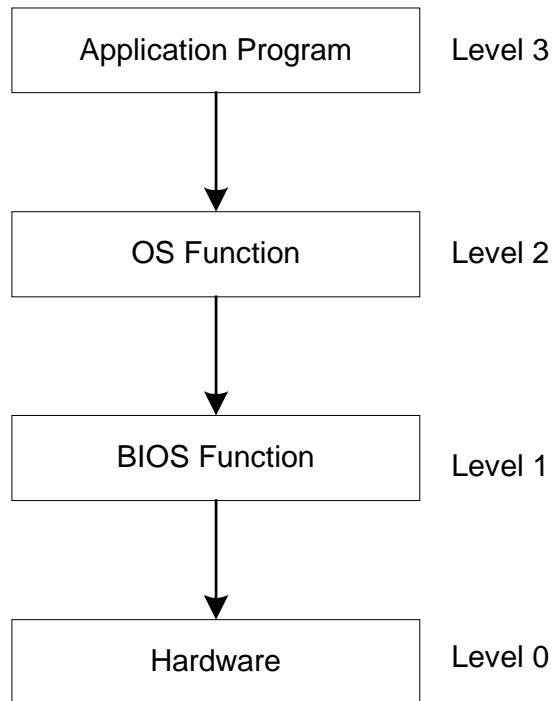 Application Program Level 3
OS Function Level 2
BIOS Function Level 1
Hardware Level 0